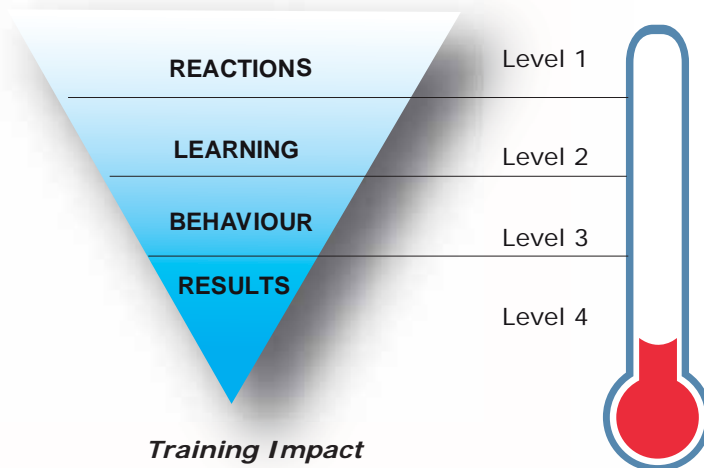 REACTIONS
Level 1
LEARNING
Level 2
BEHAVIOUR
Level 3
RESULTS
Level 4
Training Impact